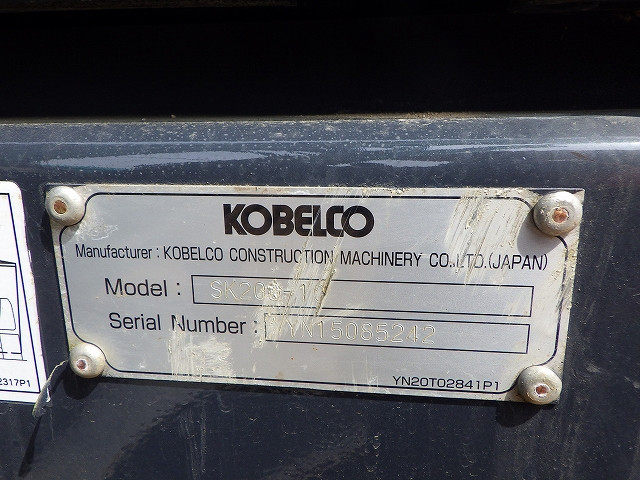 KOBELCO
Manufacturer : KOBELCO CONSTRUCTION MACHINERY CO.,LTD.(JAPAN)
Model :
Serial Number : YN15085242
YN20T02841P1
2317P1